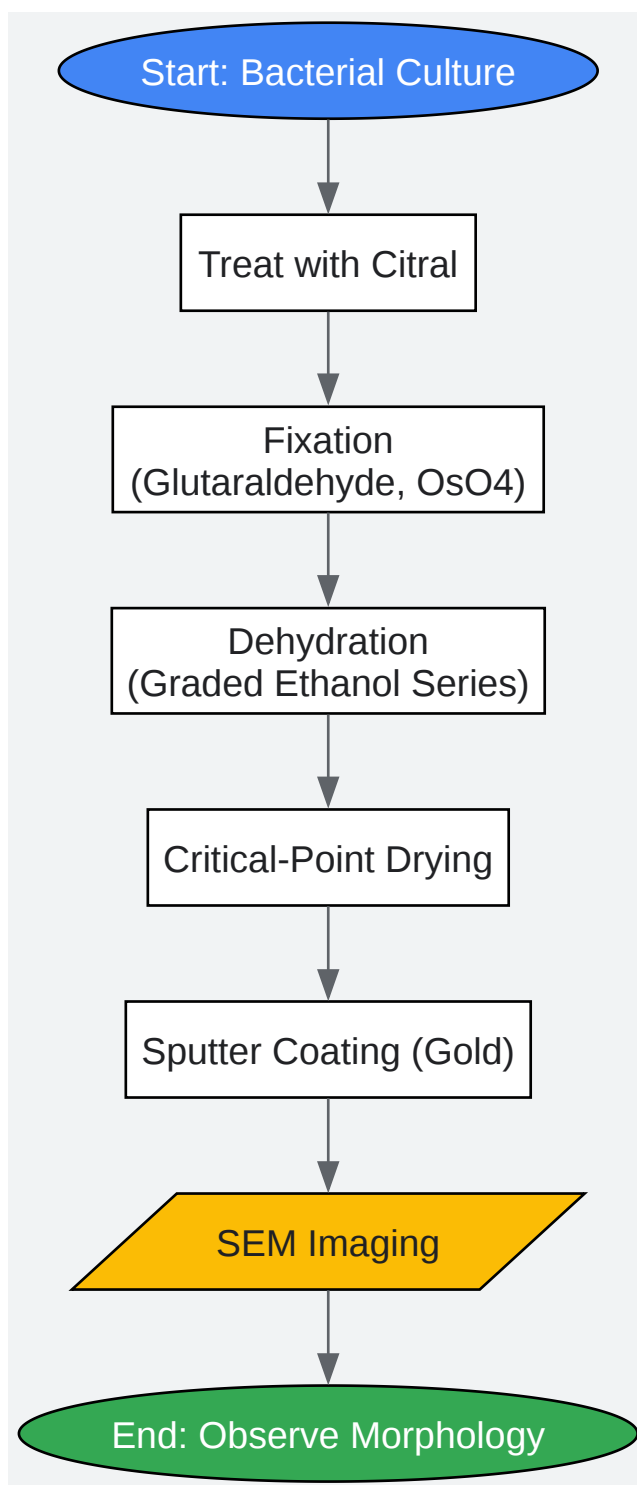 Start: Bacterial Culture
Treat with Citral
Fixation
(Glutaraldehyde, OsO4)
Dehydration
(Graded Ethanol Series)
Critical-Point Drying
Sputter Coating (Gold)
SEM Imaging
End: Observe Morphology